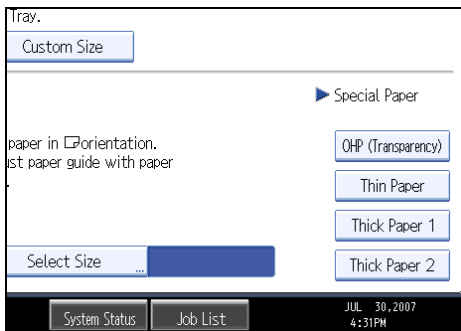 Tray.
Custom Size
Special Paper
paper in orientation.
ust paper guide with paper
.
OHP (Transparency)
Thin Paper
Thick Paper 1
Select Size ...
Thick Paper 2
System Status
Job List
JUL 30,2007
4:31PM